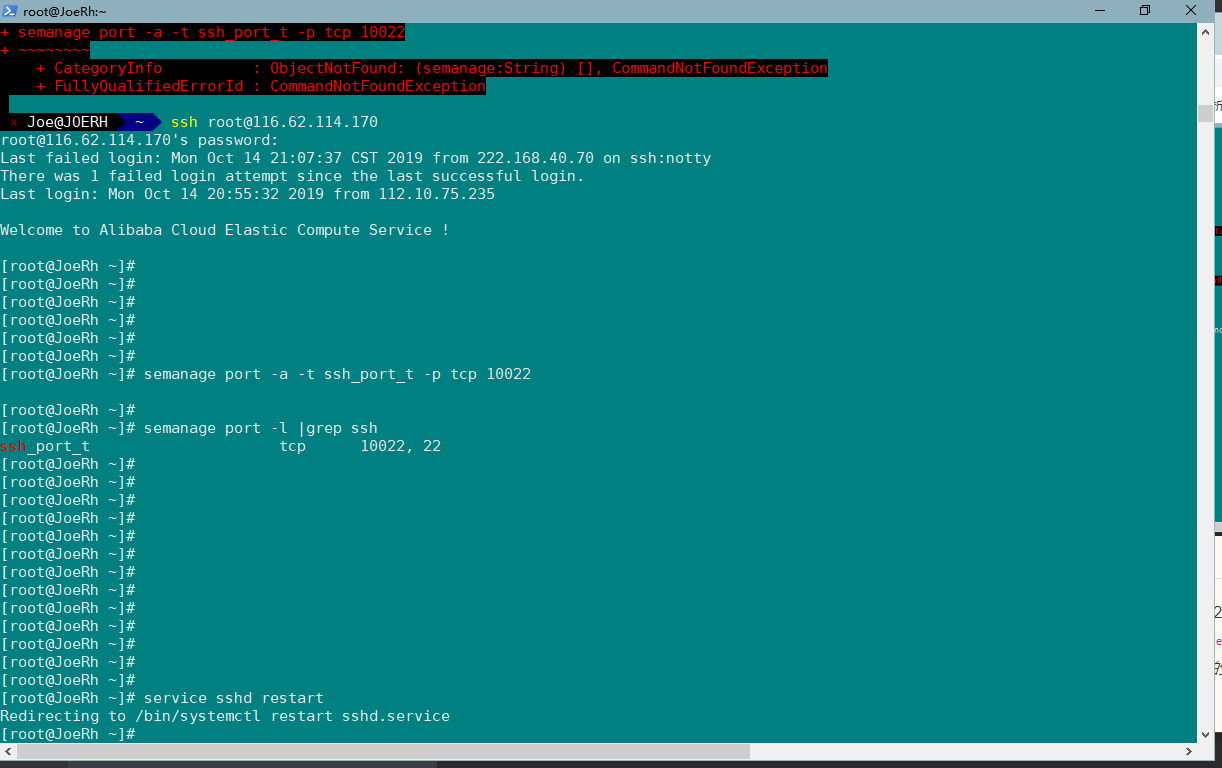 root@JoeRh:~
+ semanage port -a -t ssh_port_t -p tcp 10022
+ ~~~~~~~~
    + CategoryInfo          : ObjectNotFound: (semanage:String) [], CommandNotFoundException
    + FullyQualifiedErrorId : CommandNotFoundException
× Joe@JOERH  ~  ssh root@116.62.114.170
root@116.62.114.170's password:
Last failed login: Mon Oct 14 21:07:37 CST 2019 from 222.168.40.70 on ssh:notty
There was 1 failed login attempt since the last successful login.
Last login: Mon Oct 14 20:55:32 2019 from 112.10.75.235
Welcome to Alibaba Cloud Elastic Compute Service !
[root@JoeRh ~]#
[root@JoeRh ~]#
[root@JoeRh ~]#
[root@JoeRh ~]#
[root@JoeRh ~]#
[root@JoeRh ~]#
[root@JoeRh ~]# semanage port -a -t ssh_port_t -p tcp 10022
[root@JoeRh ~]#
[root@JoeRh ~]# semanage port -l |grep ssh
ssh_port_t                     tcp      10022, 22
[root@JoeRh ~]#
[root@JoeRh ~]#
[root@JoeRh ~]#
[root@JoeRh ~]#
[root@JoeRh ~]#
[root@JoeRh ~]#
[root@JoeRh ~]#
[root@JoeRh ~]#
[root@JoeRh ~]#
[root@JoeRh ~]#
[root@JoeRh ~]#
[root@JoeRh ~]#
[root@JoeRh ~]#
[root@JoeRh ~]# service sshd restart
Redirecting to /bin/systemctl restart sshd.service
[root@JoeRh ~]#